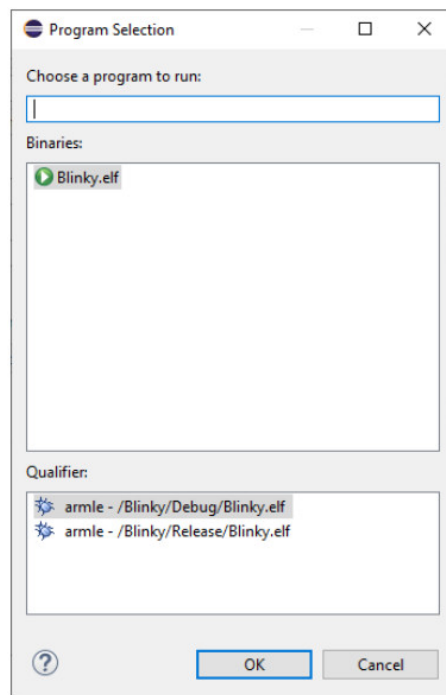 Program Selection
Choose a program to run:
Binaries:
Blinky.elf
Qualifier:
armle - /Blinky/Debug/Blinky.elf
armle - /Blinky/Release/Blinky.elf
?
OK
Cancel